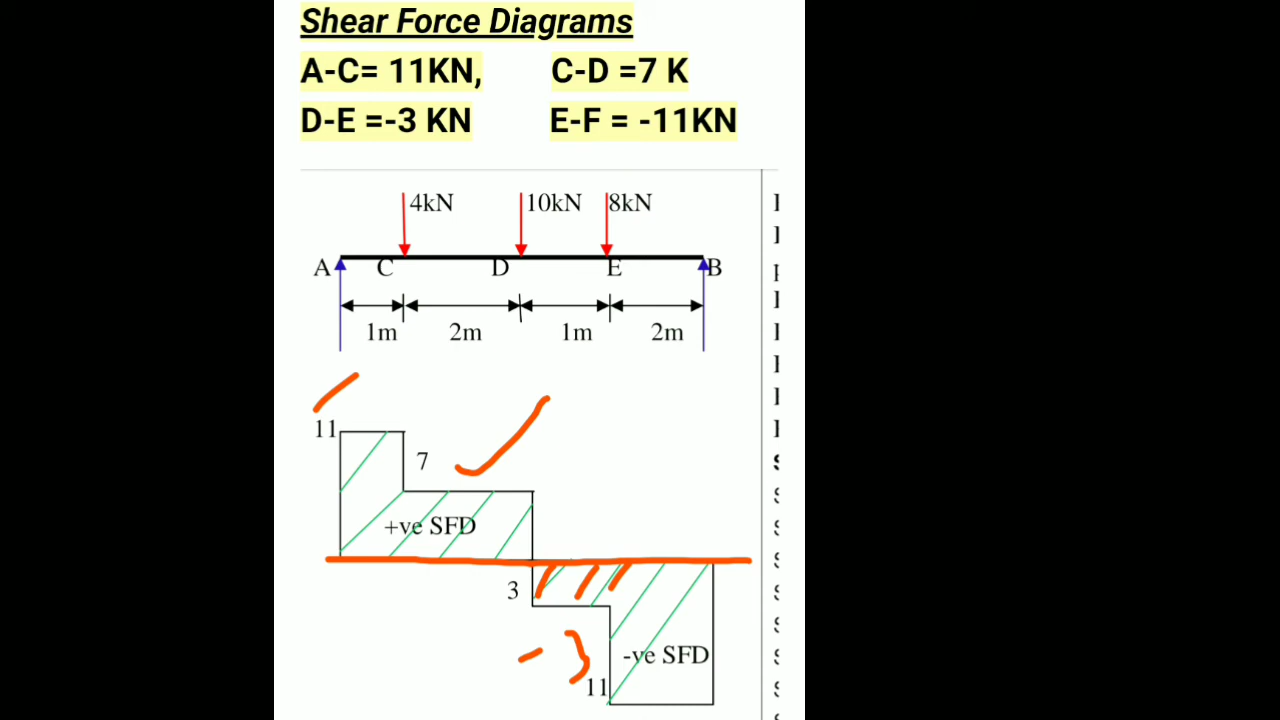 Shear Force Diagrams
A-C= 11KN, C-D =7 K
D-E =-3 KN E-F = -11KN
4kN 10kN 8kN
A C D E B
1m 2m 1m 2m
11
7
+ve SFD
3
-ve SFD
11